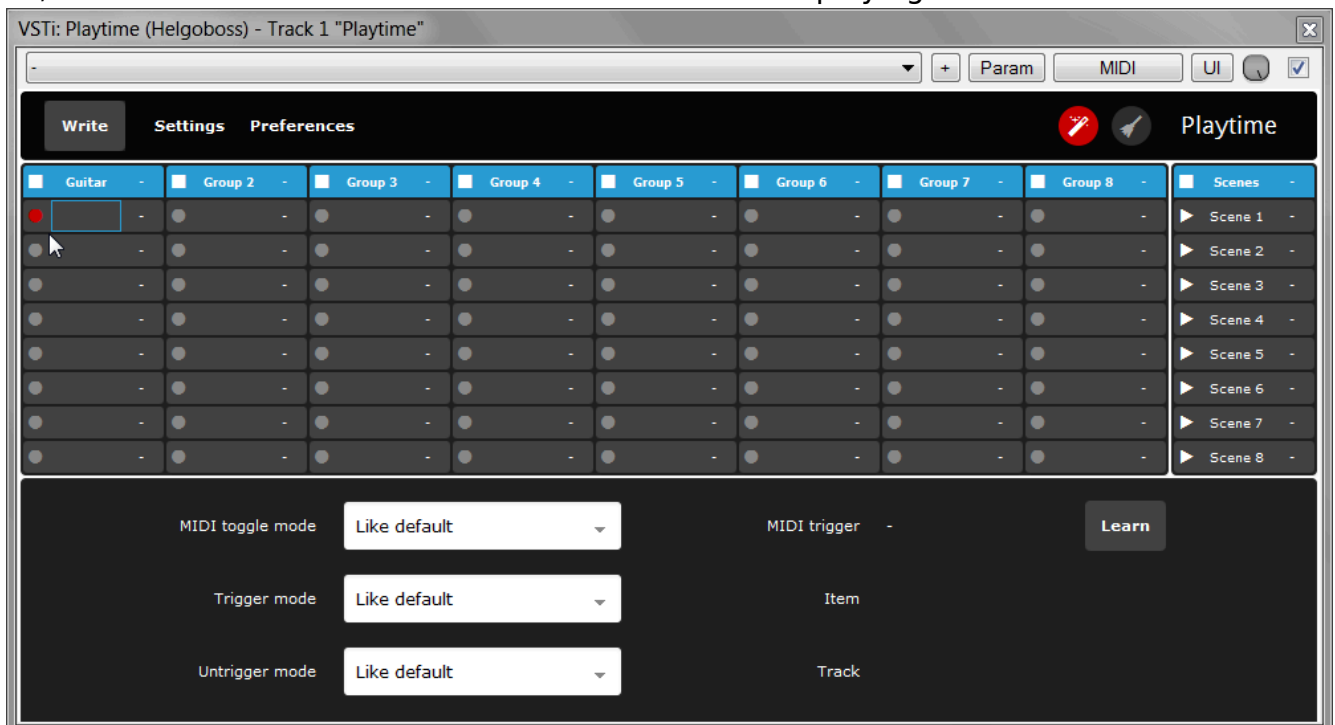 VSTi: Playtime (Helgoboss) - Track 1 "Playtime"
- + Param MIDI UI
Write Settings Preferences Playtime
Guitar - Group 2 - Group 3 - Group 4 - Group 5 - Group 6 - Group 7 - Group 8 - Scenes -
- - - - - - - - Scene 1 -
- - - - - - - - Scene 2 -
- - - - - - - - Scene 3 -
- - - - - - - - Scene 4 -
- - - - - - - - Scene 5 -
- - - - - - - - Scene 6 -
- - - - - - - - Scene 7 -
- - - - - - - - Scene 8 -
MIDI toggle mode Like default MIDI trigger - Learn
Trigger mode Like default Item
Untrigger mode Like default Track